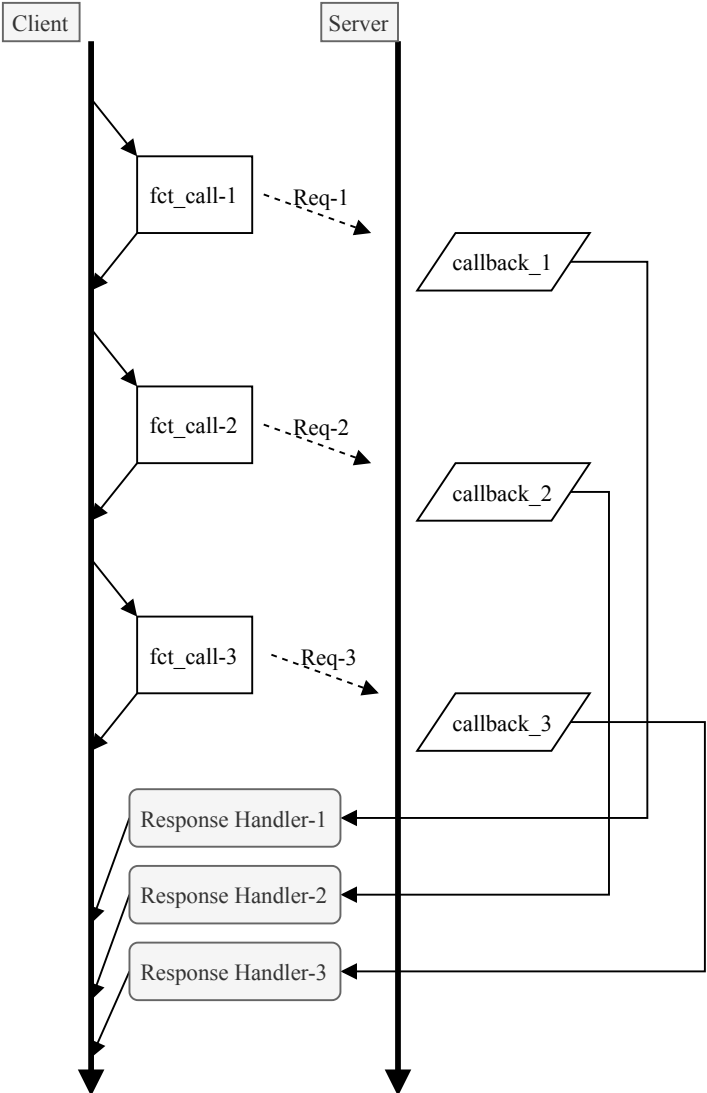 Client
Server
fct_call-1
Req-1
callback_1
fct_call-2
Req-2
callback_2
fct_call-3
Req-3
callback_3
Response Handler-1
Response Handler-2
Response Handler-3